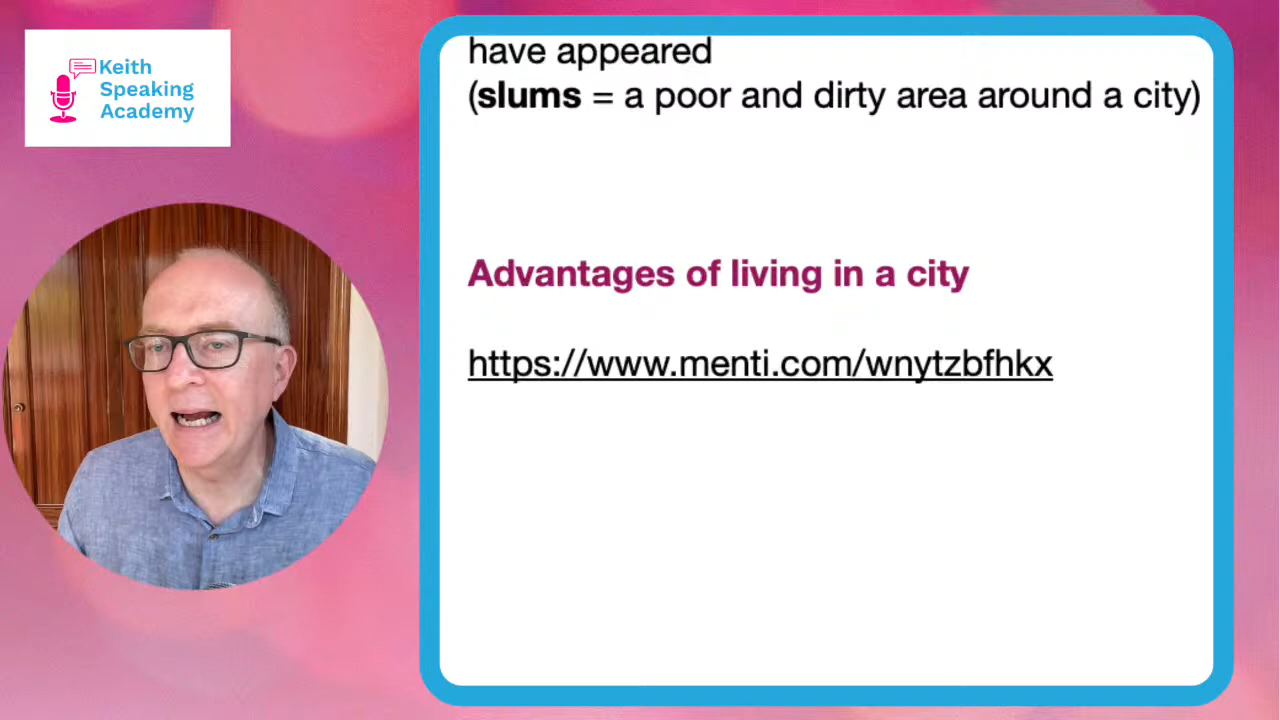 Keith
Speaking
Academy
have appeared
(slums = a poor and dirty area around a city)
Advantages of living in a city
https://www.menti.com/wnytzbfhkx